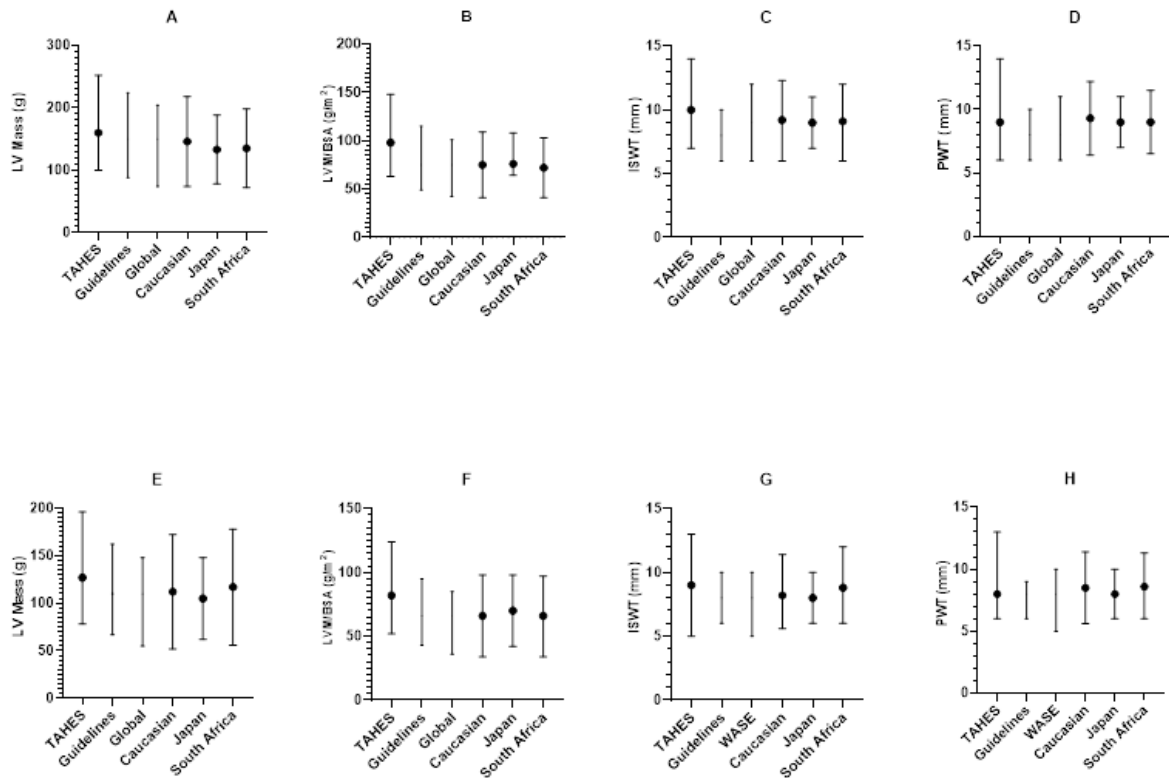 A
B
C
D
LV Mass (g)
300
200
100
0
TAHES
Guidelines
Global
Caucasian
Japan
South Africa
LVM/BSA (g/m²)
200
150
100
50
0
TAHES
Guidelines
Global
Caucasian
Japan
South Africa
ISWT (mm)
15
10
5
0
TAHES
Guidelines
Global
Caucasian
Japan
South Africa
PWT (mm)
15
10
5
0
TAHES
Guidelines
Global
Caucasian
Japan
South Africa
E
F
G
H
LV Mass (g)
200
150
100
50
0
TAHES
Guidelines
Global
Caucasian
Japan
South Africa
LVM/BSA (g/m²)
150
100
50
0
TAHES
Guidelines
Global
Caucasian
Japan
South Africa
ISWT (mm)
15
10
5
0
TAHES
Guidelines
WASE
Caucasian
Japan
South Africa
PWT (mm)
15
10
5
0
TAHES
Guidelines
WASE
Caucasian
Japan
South Africa